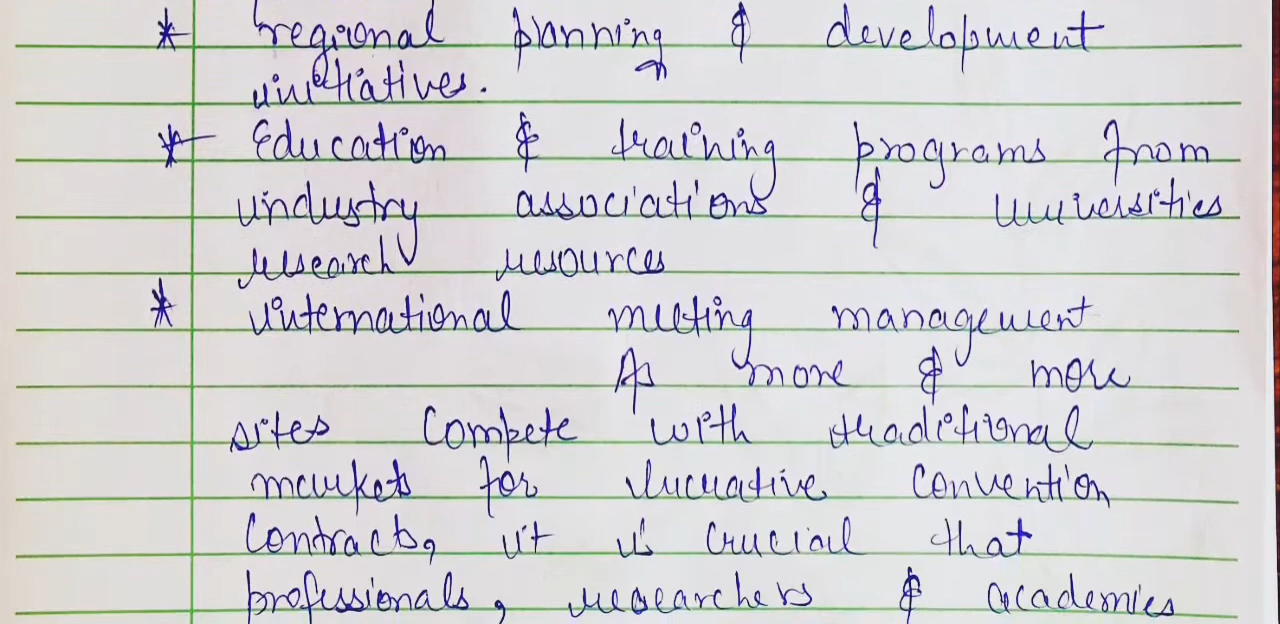 * regional planning & development
initiatives.
* Education & training programs from
industry associations & universities
research resources
* international meeting management
As more & more
sites compete with traditional
markets for lucrative convention
contracts, it is crucial that
professionals, researchers & academics